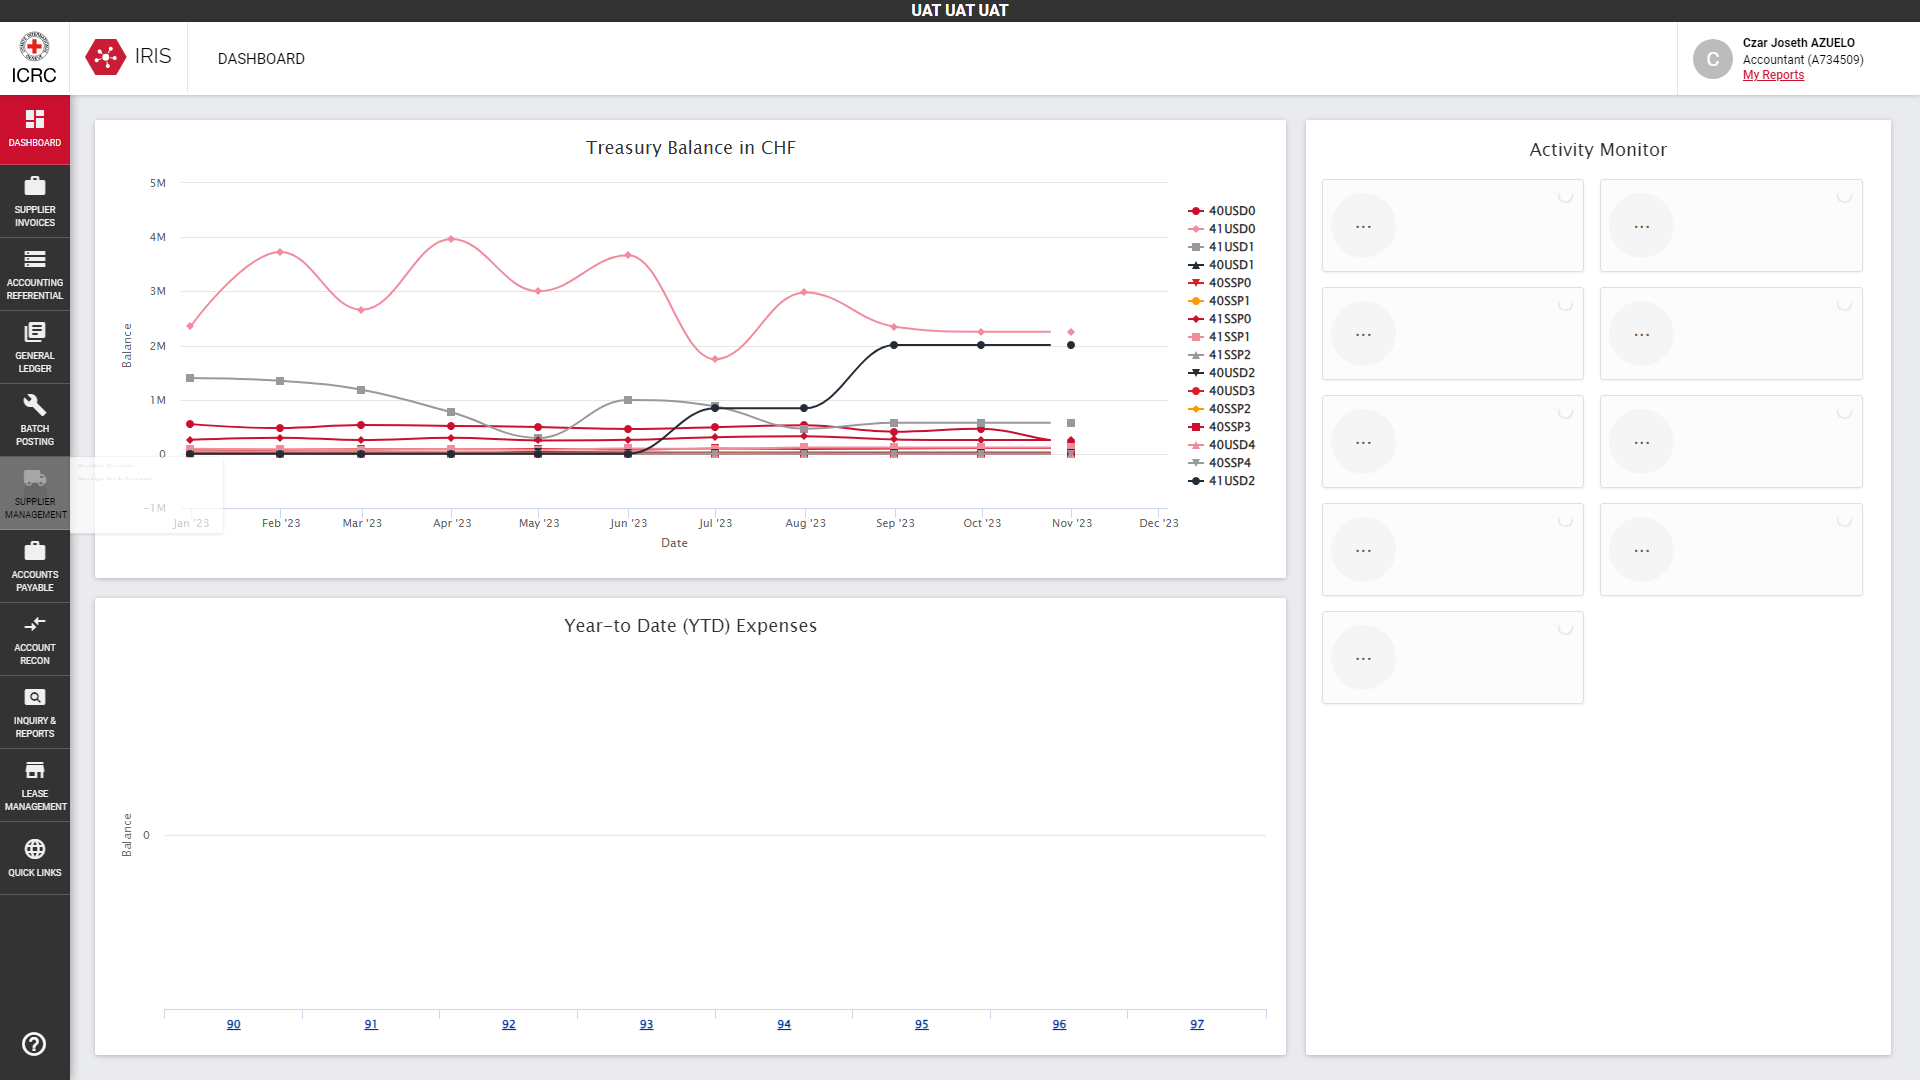 UAT UAT UAT
ICRC
IRIS
DASHBOARD
C
Czar Joseth AZUELO
Accountant (A734509)
My Reports
DASHBOARD
SUPPLIER
INVOICES
ACCOUNTING
REFERENTIAL
GENERAL
LEDGER
BATCH
POSTING
SUPPLIER
MANAGEMENT
ACCOUNTS
PAYABLE
ACCOUNT
RECON
INQUIRY &
REPORTS
LEASE
MANAGEMENT
QUICK LINKS
Treasury Balance in CHF
Balance
5M
4M
3M
2M
1M
0
−1M
Jan '23
Feb '23
Mar '23
Apr '23
May '23
Jun '23
Jul '23
Aug '23
Sep '23
Oct '23
Nov '23
Dec '23
Date
40USD0
41USD0
41USD1
40USD1
40SSP0
40SSP1
41SSP0
41SSP1
41SSP2
40USD2
40USD3
40SSP2
40SSP3
40USD4
40SSP4
41USD2
Year-to Date (YTD) Expenses
Balance
0
90
91
92
93
94
95
96
97
Activity Monitor
...
...
...
...
...
...
...
...
...